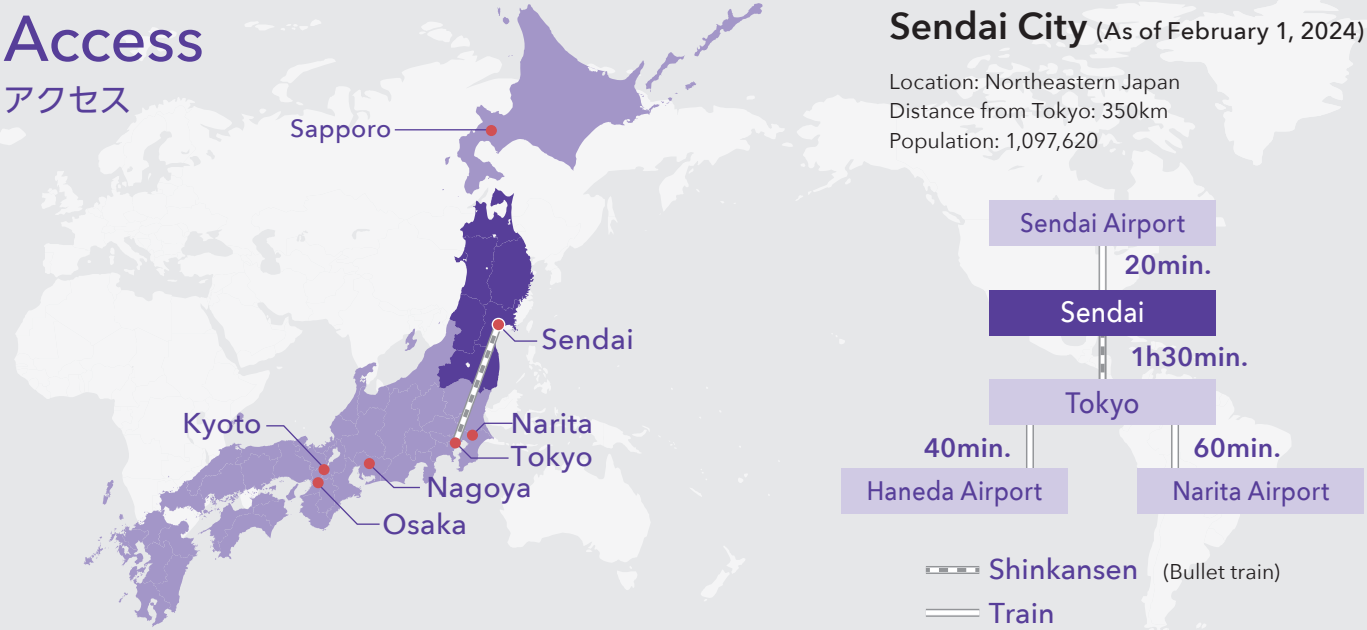 Access
アクセス
Sapporo
Sendai
Kyoto
Narita
Tokyo
Nagoya
Osaka
Sendai City (As of February 1, 2024)
Location: Northeastern Japan
Distance from Tokyo: 350km
Population: 1,097,620
Sendai Airport
20min.
Sendai
1h30min.
Tokyo
40min.
60min.
Haneda Airport
Narita Airport
Shinkansen (Bullet train)
Train